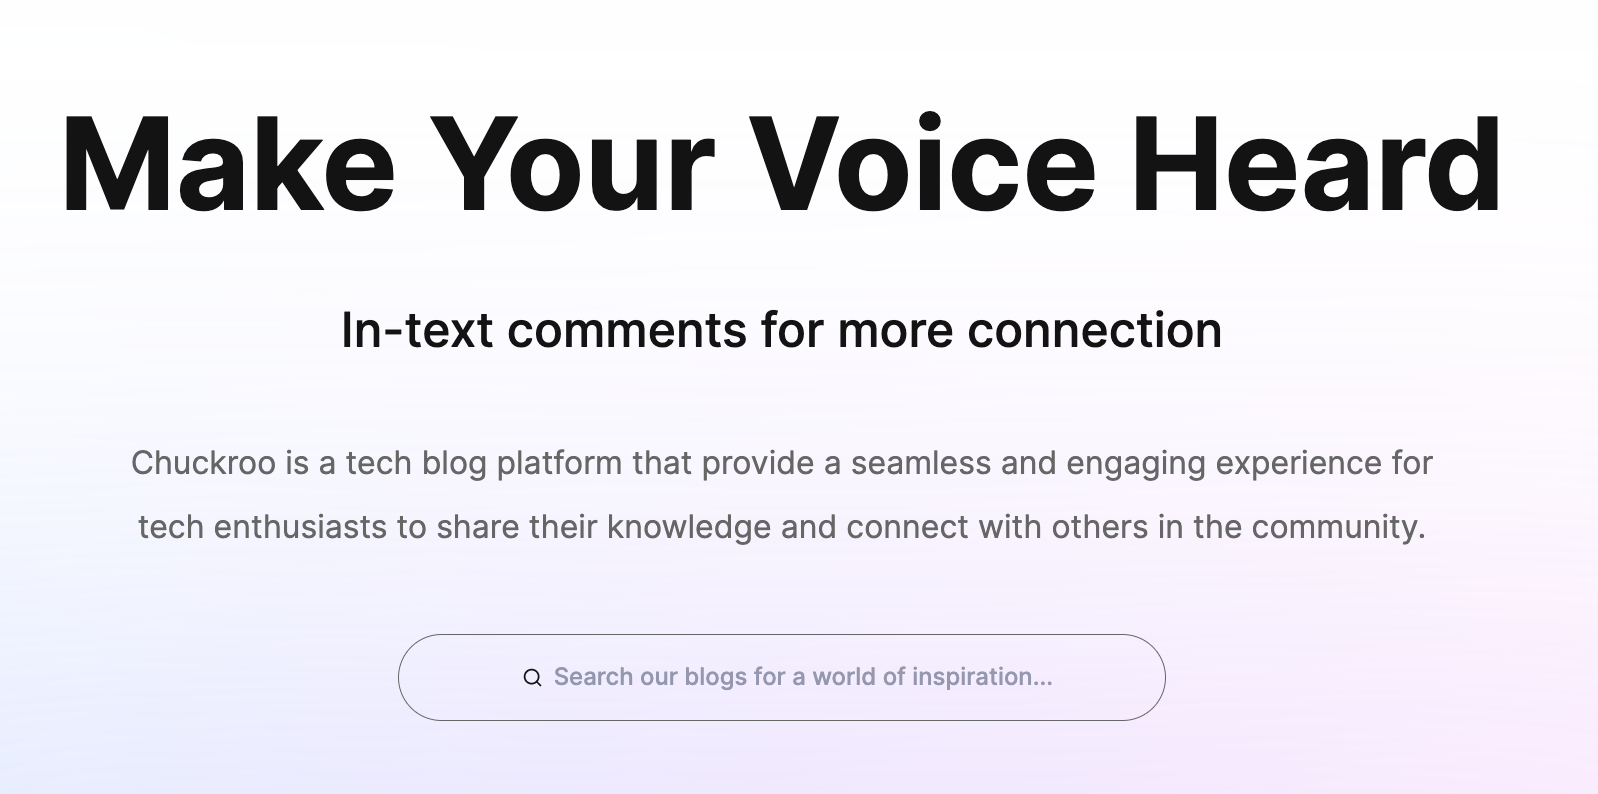 Make Your Voice Heard
In-text comments for more connection
Chuckroo is a tech blog platform that provide a seamless and engaging experience for
tech enthusiasts to share their knowledge and connect with others in the community.
Search our blogs for a world of inspiration...